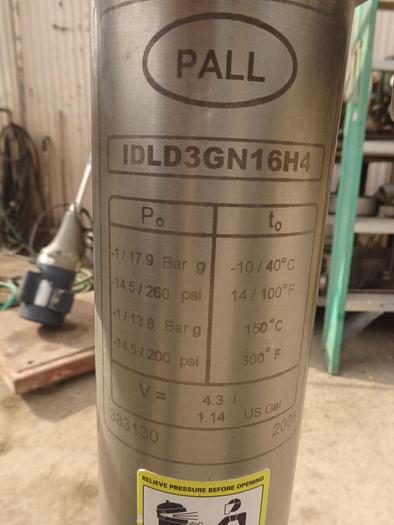 PALL
IDLD3GN16H4
Po to
-1/17.9 Bar g -10/40°C
-14.5/260 psi 14/100°F
-1/13.8 Bar g 150°C
-14.5/200 psi 300°F
V = 4.3 l
1.14 US Gal
383130 2006
RELIEVE PRESSURE BEFORE OPENING